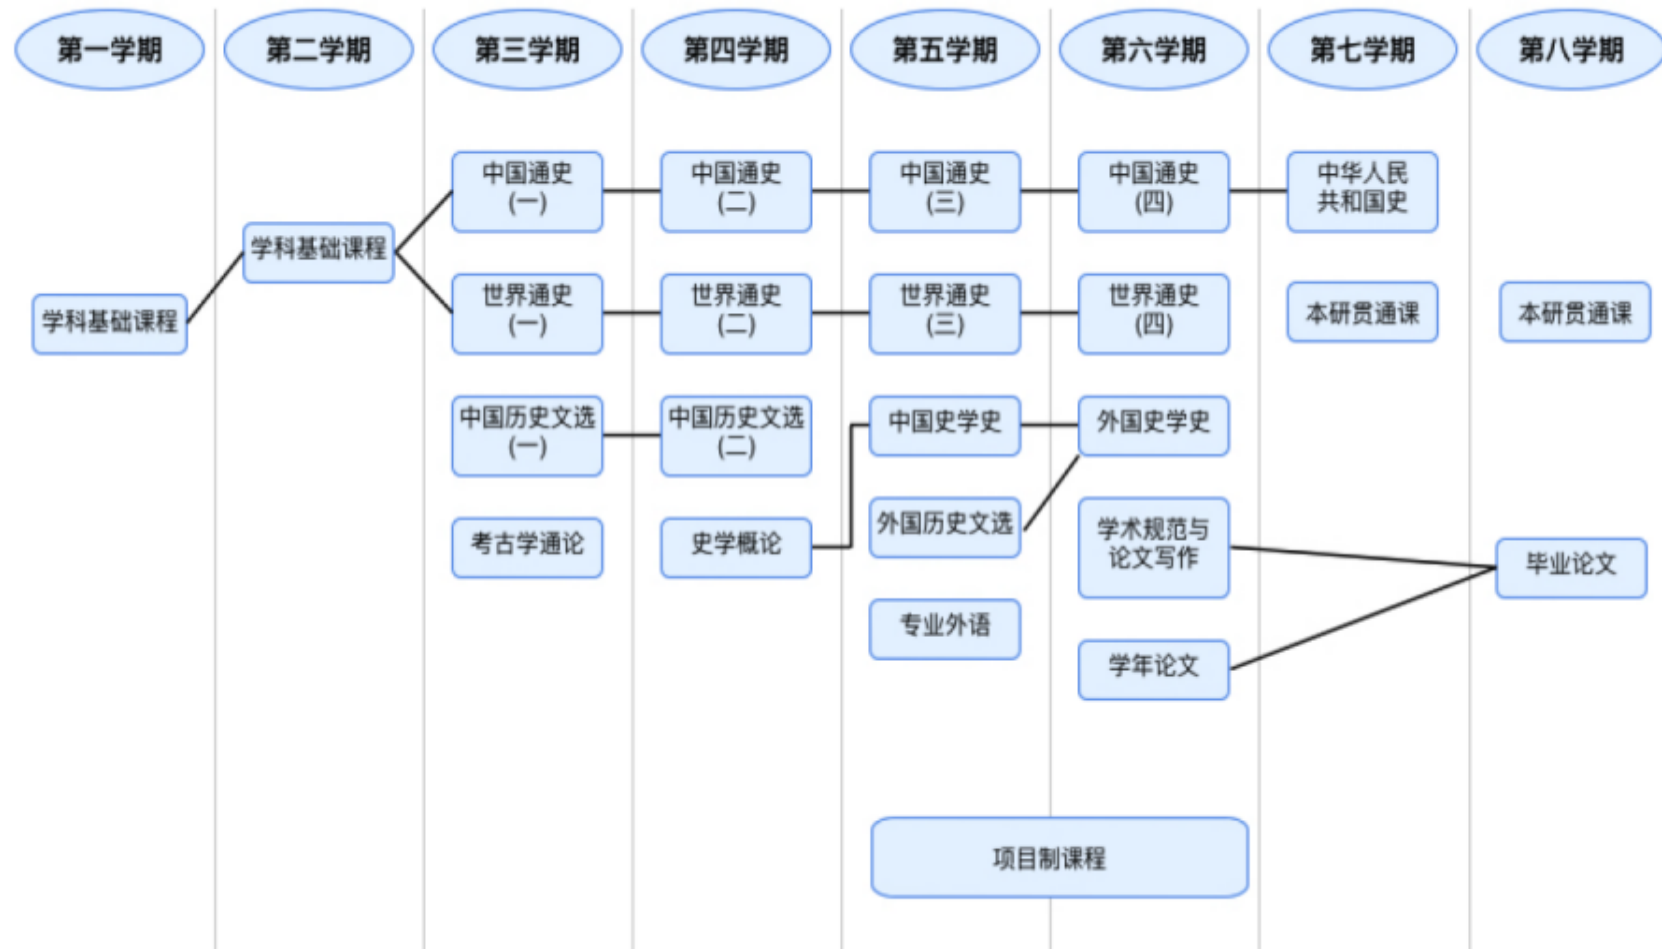 第一学期
第二学期
第三学期
第四学期
第五学期
第六学期
第七学期
第八学期
学科基础课程
学科基础课程
中国通史
(一)
中国通史
(二)
中国通史
(三)
中国通史
(四)
中华人民
共和国史
世界通史
(一)
世界通史
(二)
世界通史
(三)
世界通史
(四)
本研贯通课
本研贯通课
中国历史文选
(一)
中国历史文选
(二)
中国史学史
外国史学史
考古学通论
史学概论
外国历史文选
学术规范与
论文写作
毕业论文
专业外语
学年论文
项目制课程